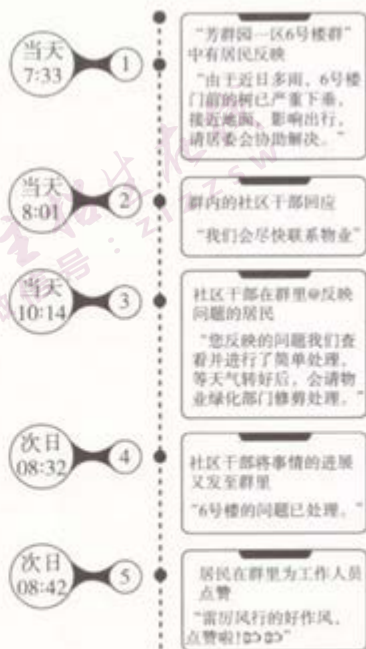 当天
7:33
1
“芳群园一区6号楼群”
中有居民反映
“由于近日多雨，6号楼
门前的树已严重下垂，
接近地面，影响出行，
请居委会协助解决。”
当天
8:01
2
群内的社区干部回应
“我们会尽快联系物业”
当天
10:14
3
社区干部在群里@反映
问题的居民
“您反映的问题我们查
看并进行了简单处理，
等天气转好后，会请物
业绿化部门修剪处理。”
次日
08:32
4
社区干部将事情的进展
又发至群里
“6号楼的问题已处理。”
次日
08:42
5
居民在群里为工作人员
点赞
“雷厉风行的好作风，
点赞啦！